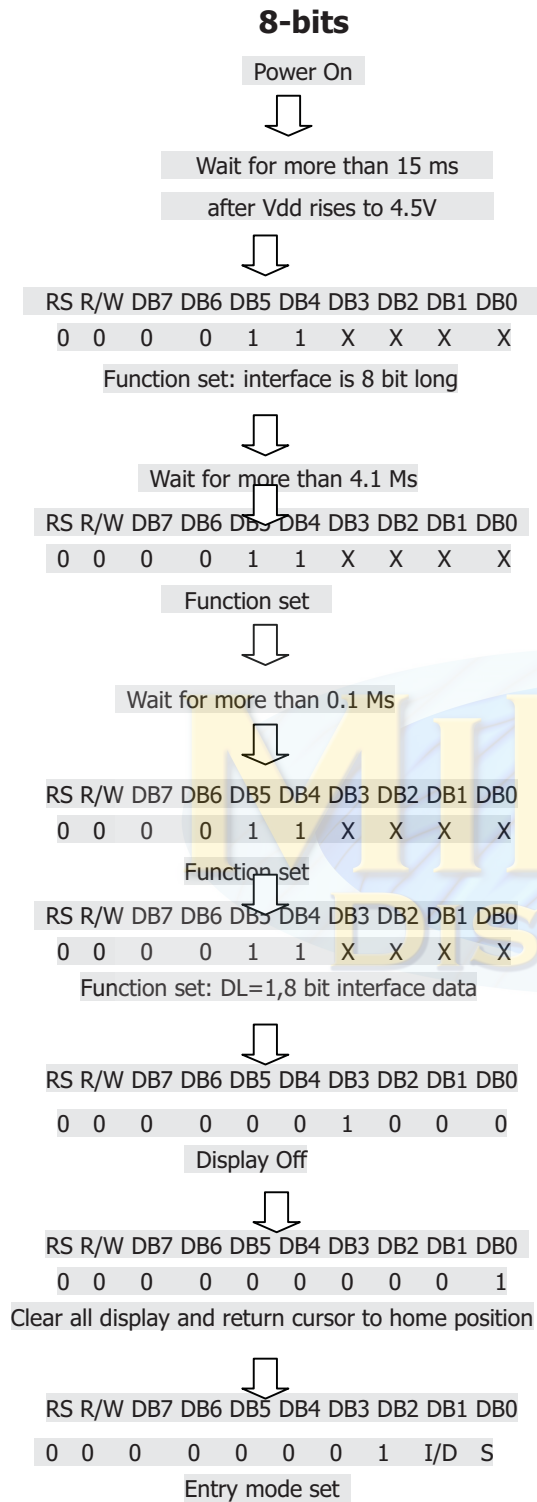 8-bits
Power On
Wait for more than 15 ms
after Vdd rises to 4.5V
RS R/W DB7 DB6 DB5 DB4 DB3 DB2 DB1 DB0
0 0 0 0 1 1 X X X X
Function set: interface is 8 bit long
Wait for more than 4.1 Ms
RS R/W DB7 DB6 DB5 DB4 DB3 DB2 DB1 DB0
0 0 0 0 1 1 X X X X
Function set
Wait for more than 0.1 Ms
RS R/W DB7 DB6 DB5 DB4 DB3 DB2 DB1 DB0
0 0 0 0 1 1 X X X X
Function set
RS R/W DB7 DB6 DB5 DB4 DB3 DB2 DB1 DB0
0 0 0 0 1 1 X X X X
Function set: DL=1,8 bit interface data
RS R/W DB7 DB6 DB5 DB4 DB3 DB2 DB1 DB0
0 0 0 0 0 0 1 0 0 0
Display Off
RS R/W DB7 DB6 DB5 DB4 DB3 DB2 DB1 DB0
0 0 0 0 0 0 0 0 0 1
Clear all display and return cursor to home position
RS R/W DB7 DB6 DB5 DB4 DB3 DB2 DB1 DB0
0 0 0 0 0 0 0 1 I/D S
Entry mode set